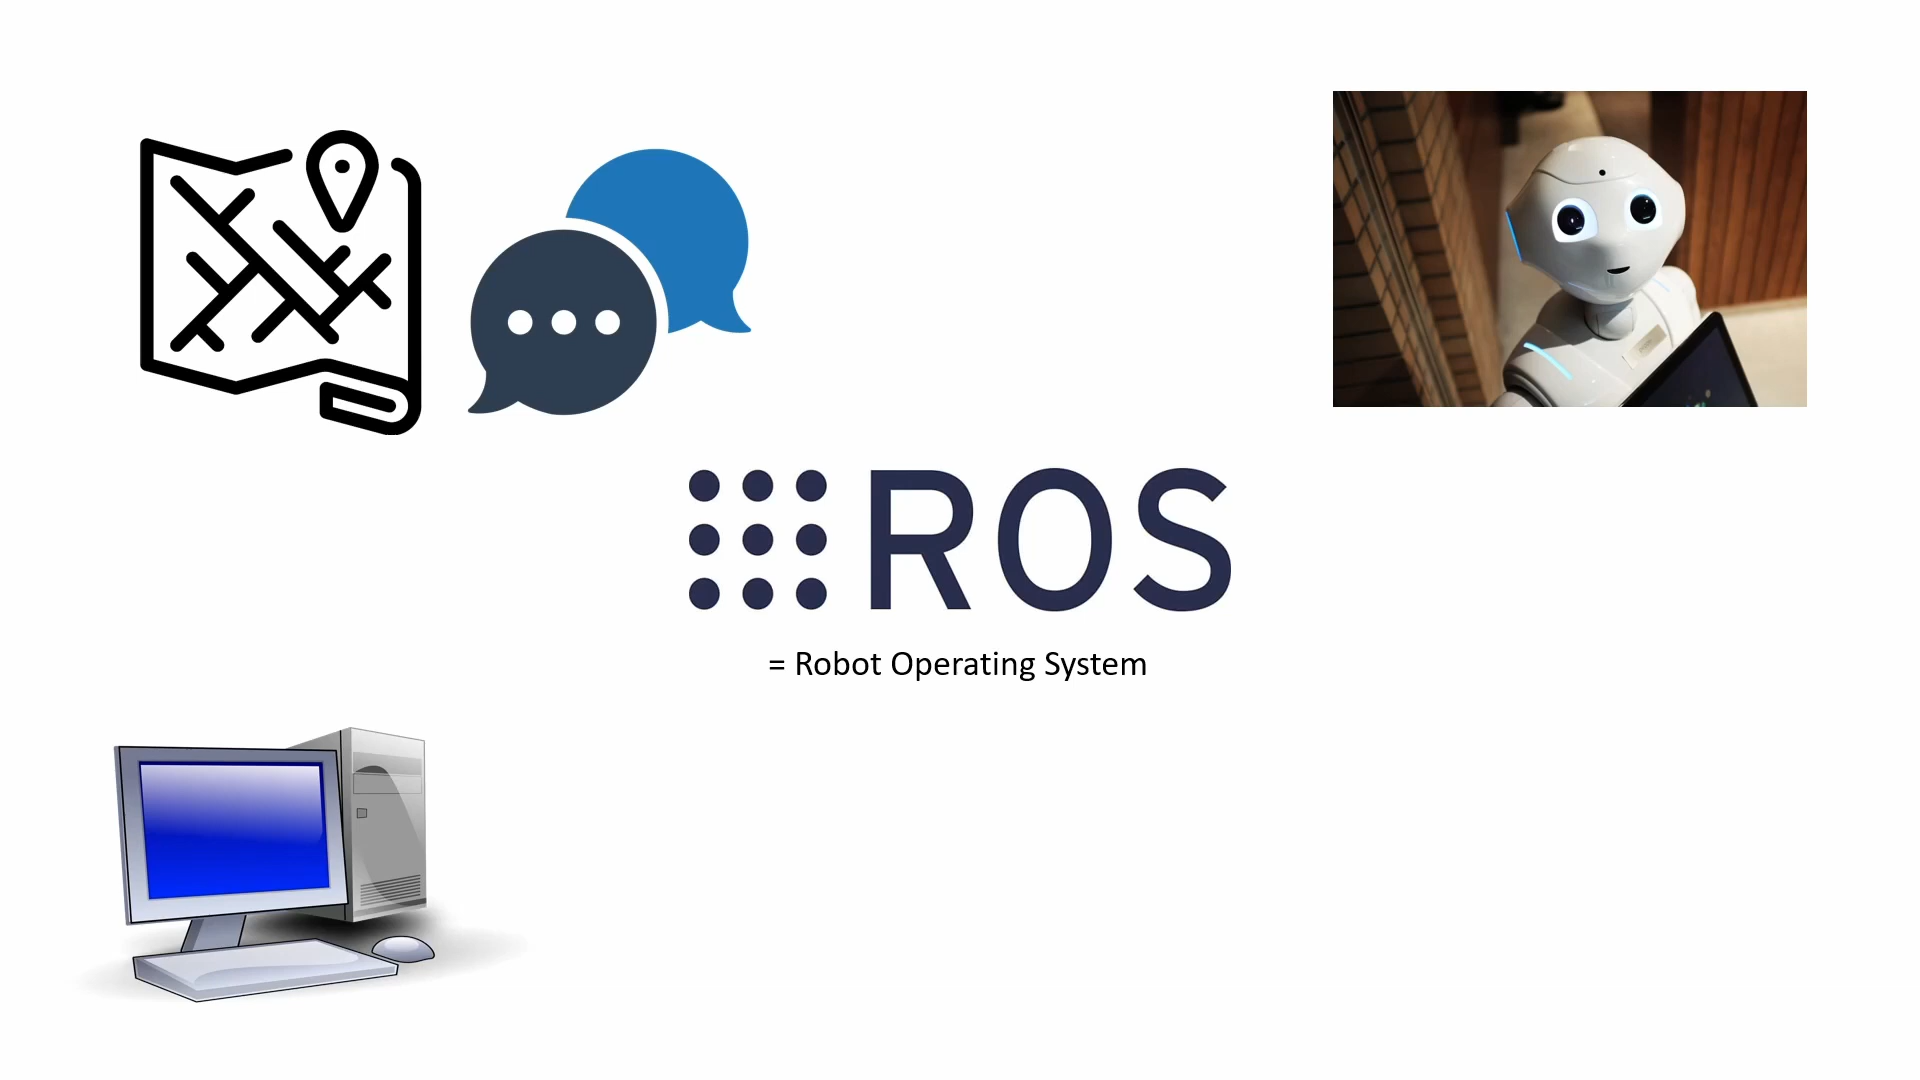 ROS
= Robot Operating System